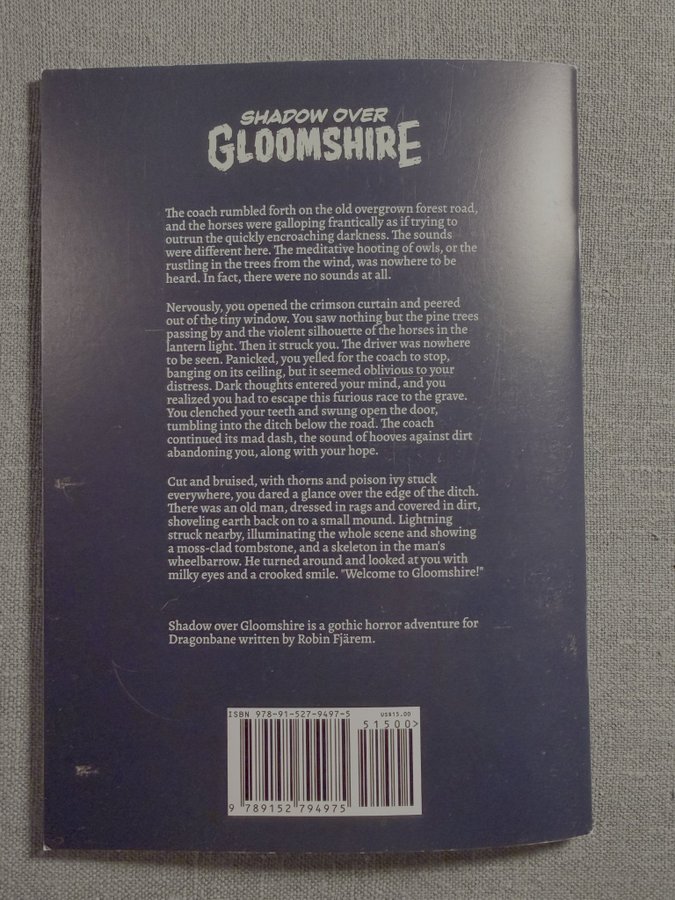 SHADOW OVER
GLOOMSHIRE
The coach rumbled forth on the old overgrown forest road,
and the horses were galloping frantically as if trying to
outrun the quickly encroaching darkness. The sounds
were different here. The meditative hooting of owls, or the
rustling in the trees from the wind, was nowhere to be
heard. In fact, there were no sounds at all.
Nervously, you opened the crimson curtain and peered
out of the tiny window. You saw nothing but the pine trees
passing by and the violent silhouette of the horses in the
lantern light. Then it struck you. The driver was nowhere
to be seen. Panicked, you yelled for the coach to stop,
banging on its ceiling, but it seemed oblivious to your
distress. Dark thoughts entered your mind, and you
realized you had to escape this furious race to the grave.
You clenched your teeth and swung open the door,
tumbling into the ditch below the road. The coach
continued its mad dash, the sound of hooves against dirt
abandoning you, along with your hope.
Cut and bruised, with thorns and poison ivy stuck
everywhere, you dared a glance over the edge of the ditch.
There was an old man, dressed in rags and covered in dirt,
shoveling earth back on to a small mound. Lightning
struck nearby, illuminating the whole scene and showing
a moss-clad tombstone, and a skeleton in the man's
wheelbarrow. He turned around and looked at you with
milky eyes and a crooked smile. "Welcome to Gloomshire!"
Shadow over Gloomshire is a gothic horror adventure for
Dragonbane written by Robin Fjärem.
ISBN 978-91-527-9497-5
US$15.00
51500>
9 789152 794975